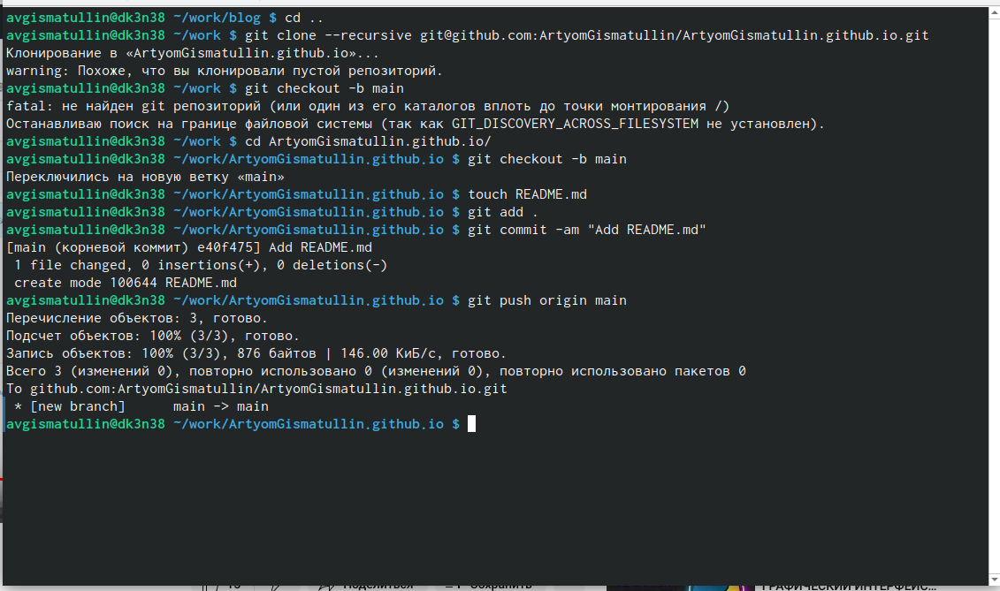 avgismatullin@dk3n38 ~/work/blog $ cd ..
avgismatullin@dk3n38 ~/work $ git clone --recursive git@github.com:ArtyomGismatullin/ArtyomGismatullin.github.io.git
Клонирование в «ArtyomGismatullin.github.io»...
warning: Похоже, что вы клонировали пустой репозиторий.
avgismatullin@dk3n38 ~/work $ git checkout -b main
fatal: не найден git репозиторий (или один из его каталогов вплоть до точки монтирования /)
Останавливаю поиск на границе файловой системы (так как GIT_DISCOVERY_ACROSS_FILESYSTEM не установлен).
avgismatullin@dk3n38 ~/work $ cd ArtyomGismatullin.github.io/
avgismatullin@dk3n38 ~/work/ArtyomGismatullin.github.io $ git checkout -b main
Переключились на новую ветку «main»
avgismatullin@dk3n38 ~/work/ArtyomGismatullin.github.io $ touch README.md
avgismatullin@dk3n38 ~/work/ArtyomGismatullin.github.io $ git add .
avgismatullin@dk3n38 ~/work/ArtyomGismatullin.github.io $ git commit -am "Add README.md"
[main (корневой коммит) e40f475] Add README.md
 1 file changed, 0 insertions(+), 0 deletions(-)
 create mode 100644 README.md
avgismatullin@dk3n38 ~/work/ArtyomGismatullin.github.io $ git push origin main
Перечисление объектов: 3, готово.
Подсчет объектов: 100% (3/3), готово.
Запись объектов: 100% (3/3), 876 байтов | 146.00 КиБ/с, готово.
Всего 3 (изменений 0), повторно использовано 0 (изменений 0), повторно использовано пакетов 0
To github.com:ArtyomGismatullin/ArtyomGismatullin.github.io.git
 * [new branch]      main -> main
avgismatullin@dk3n38 ~/work/ArtyomGismatullin.github.io $
Поделиться Сохранить ГРАФИЧЕСКИЙ ИНТЕРФЕЙС...